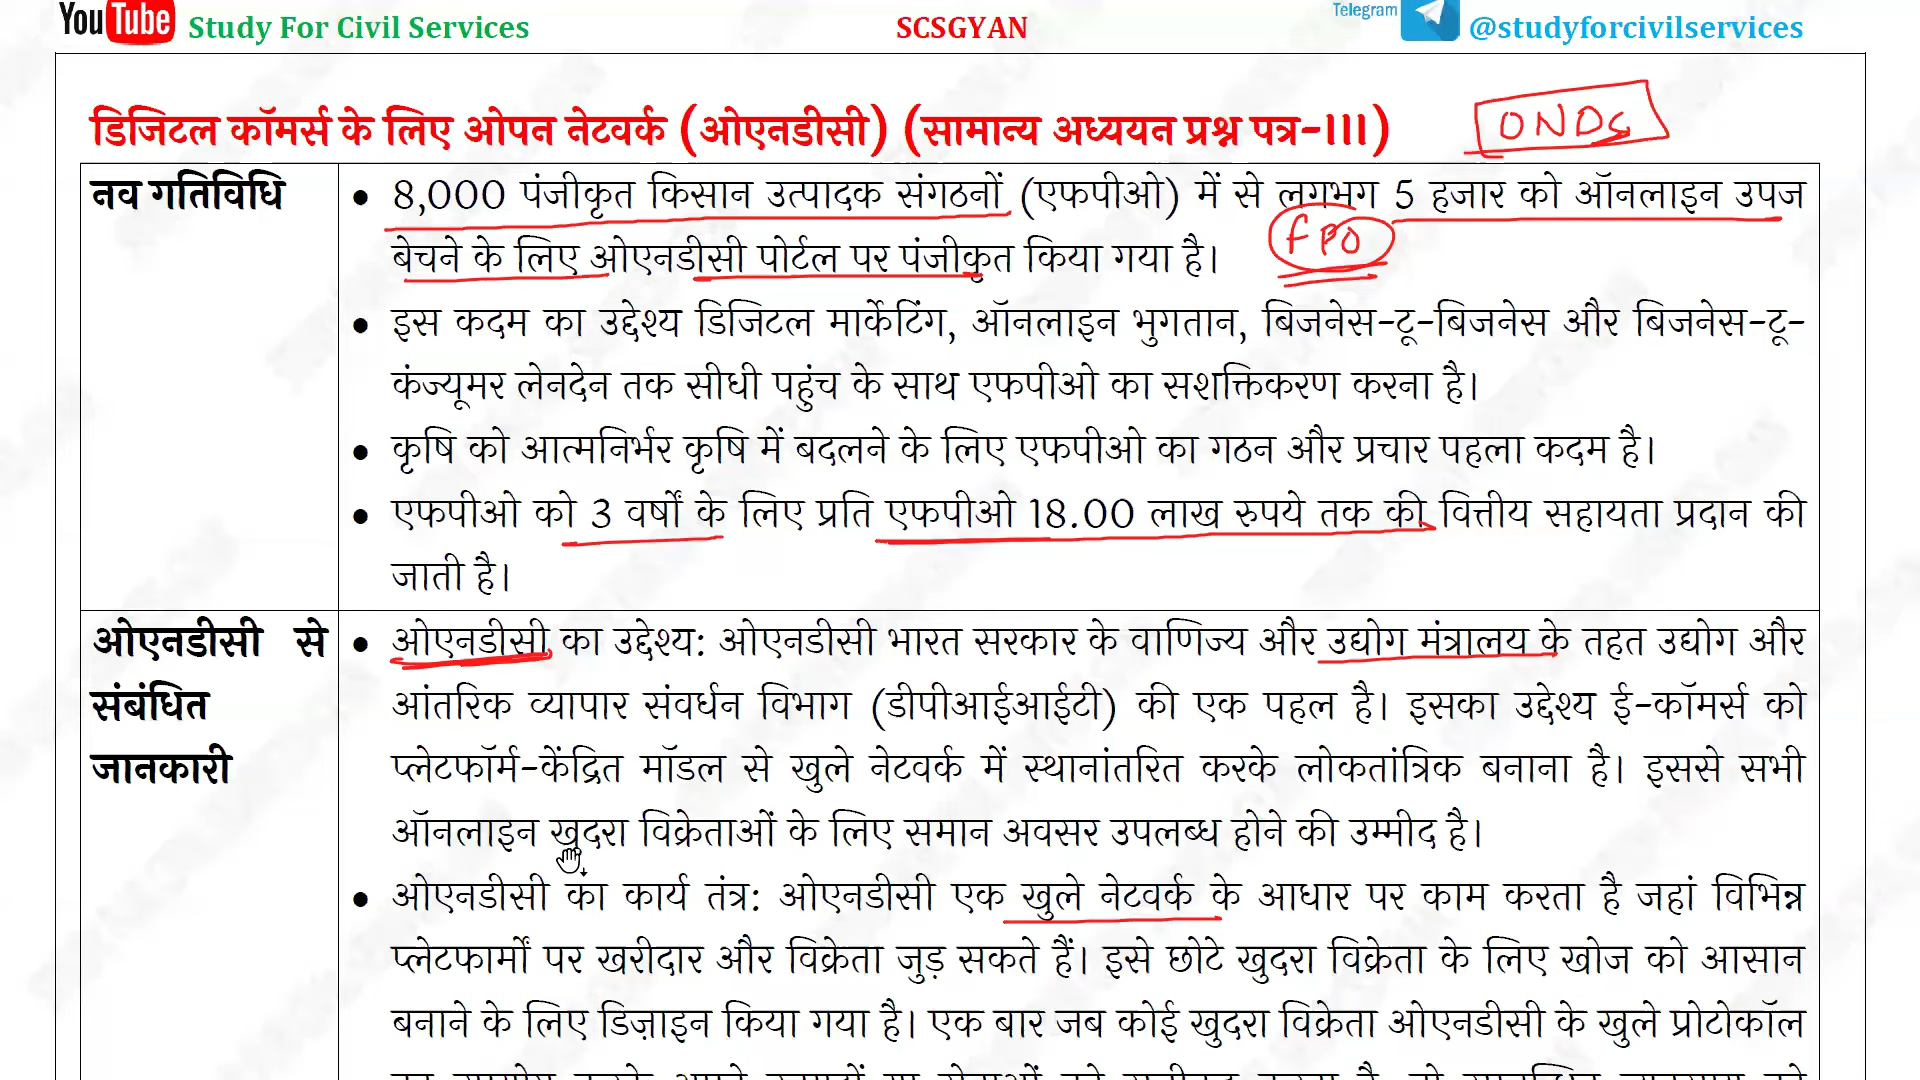 YouTube Study For Civil Services SCSGYAN Telegram @studyforcivilservices
डिजिटल कॉमर्स के लिए ओपन नेटवर्क (ओएनडीसी) (सामान्य अध्ययन प्रश्न पत्र-III) ONDC
नव गतिविधि
• 8,000 पंजीकृत किसान उत्पादक संगठनों (एफपीओ) में से लगभग 5 हजार को ऑनलाइन उपज
बेचने के लिए ओएनडीसी पोर्टल पर पंजीकृत किया गया है। FPO
• इस कदम का उद्देश्य डिजिटल मार्केटिंग, ऑनलाइन भुगतान, बिजनेस-टू-बिजनेस और बिजनेस-टू-
कंज्यूमर लेनदेन तक सीधी पहुंच के साथ एफपीओ का सशक्तिकरण करना है।
• कृषि को आत्मनिर्भर कृषि में बदलने के लिए एफपीओ का गठन और प्रचार पहला कदम है।
• एफपीओ को 3 वर्षों के लिए प्रति एफपीओ 18.00 लाख रुपये तक की वित्तीय सहायता प्रदान की
जाती है।
ओएनडीसी से
संबंधित
जानकारी
• ओएनडीसी का उद्देश्य: ओएनडीसी भारत सरकार के वाणिज्य और उद्योग मंत्रालय के तहत उद्योग और
आंतरिक व्यापार संवर्धन विभाग (डीपीआईआईटी) की एक पहल है। इसका उद्देश्य ई-कॉमर्स को
प्लेटफॉर्म-केंद्रित मॉडल से खुले नेटवर्क में स्थानांतरित करके लोकतांत्रिक बनाना है। इससे सभी
ऑनलाइन खुदरा विक्रेताओं के लिए समान अवसर उपलब्ध होने की उम्मीद है।
• ओएनडीसी का कार्य तंत्र: ओएनडीसी एक खुले नेटवर्क के आधार पर काम करता है जहां विभिन्न
प्लेटफार्मों पर खरीदार और विक्रेता जुड़ सकते हैं। इसे छोटे खुदरा विक्रेता के लिए खोज को आसान
बनाने के लिए डिज़ाइन किया गया है। एक बार जब कोई खुदरा विक्रेता ओएनडीसी के खुले प्रोटोकॉल